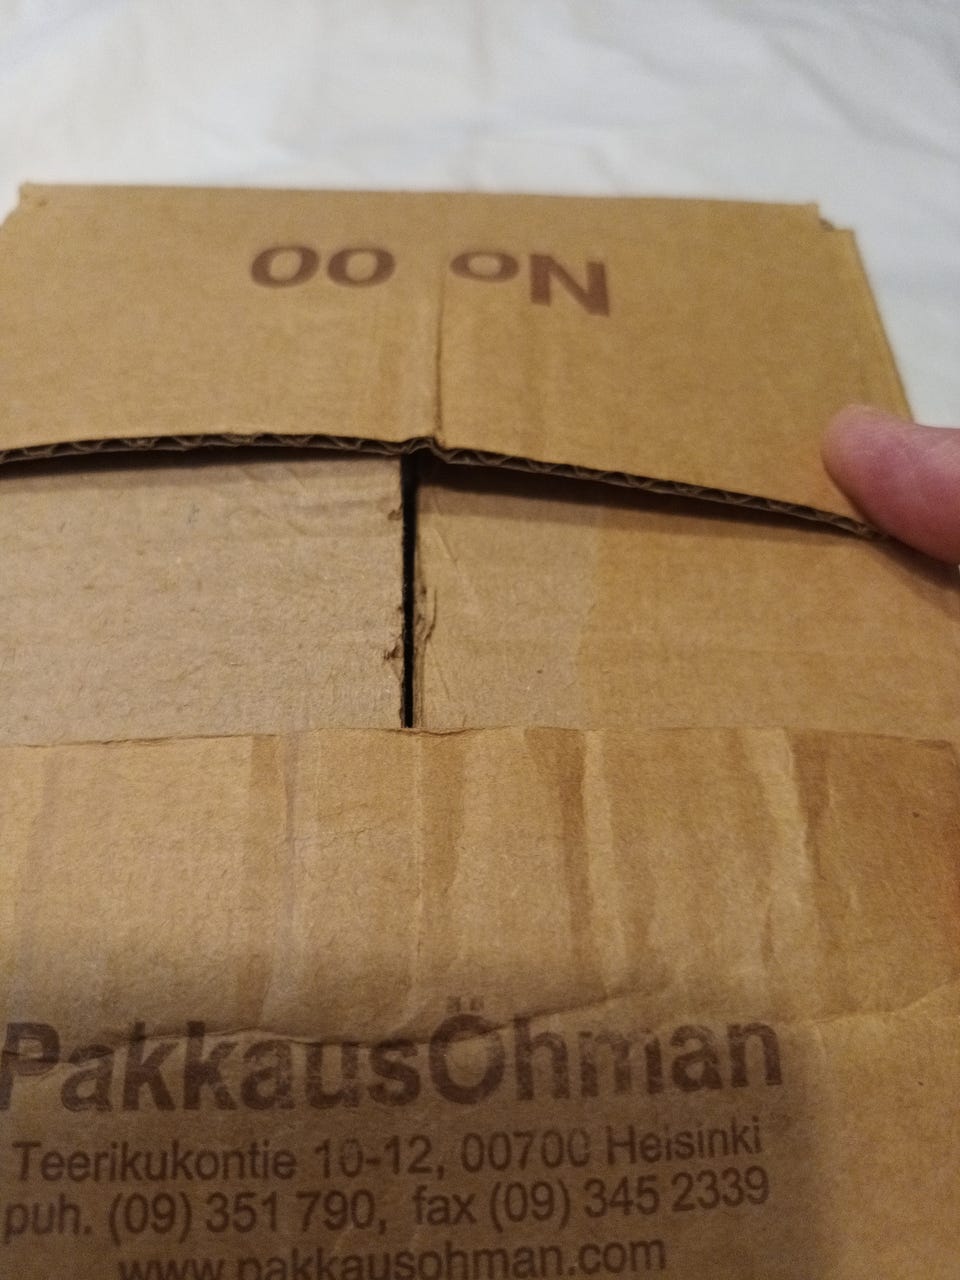 No 00
PakkausÖhman
Teerikukontie 10-12, 00700 Helsinki
puh. (09) 351 790, fax (09) 345 2339
www.pakkausohman.com